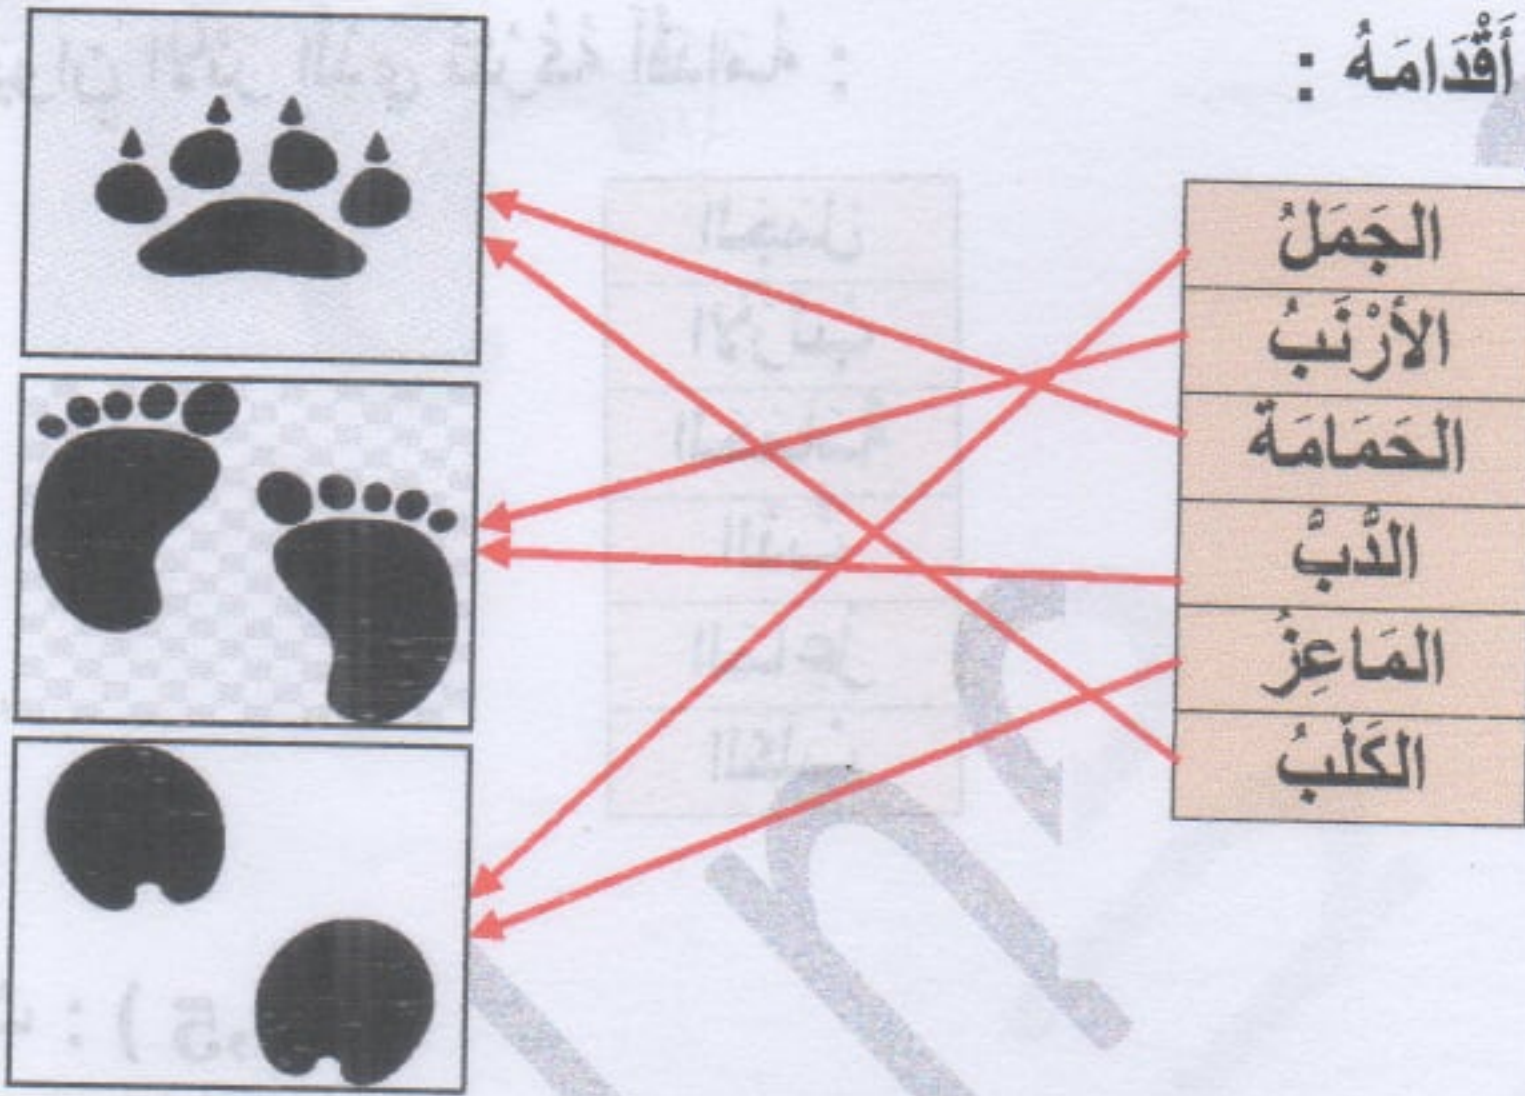 أَقْدَامَهُ :
الجَمَلُ
الأَرْنَبُ
الحَمَامَةُ
الدُّبُّ
المَاعِزُ
الكَلْبُ